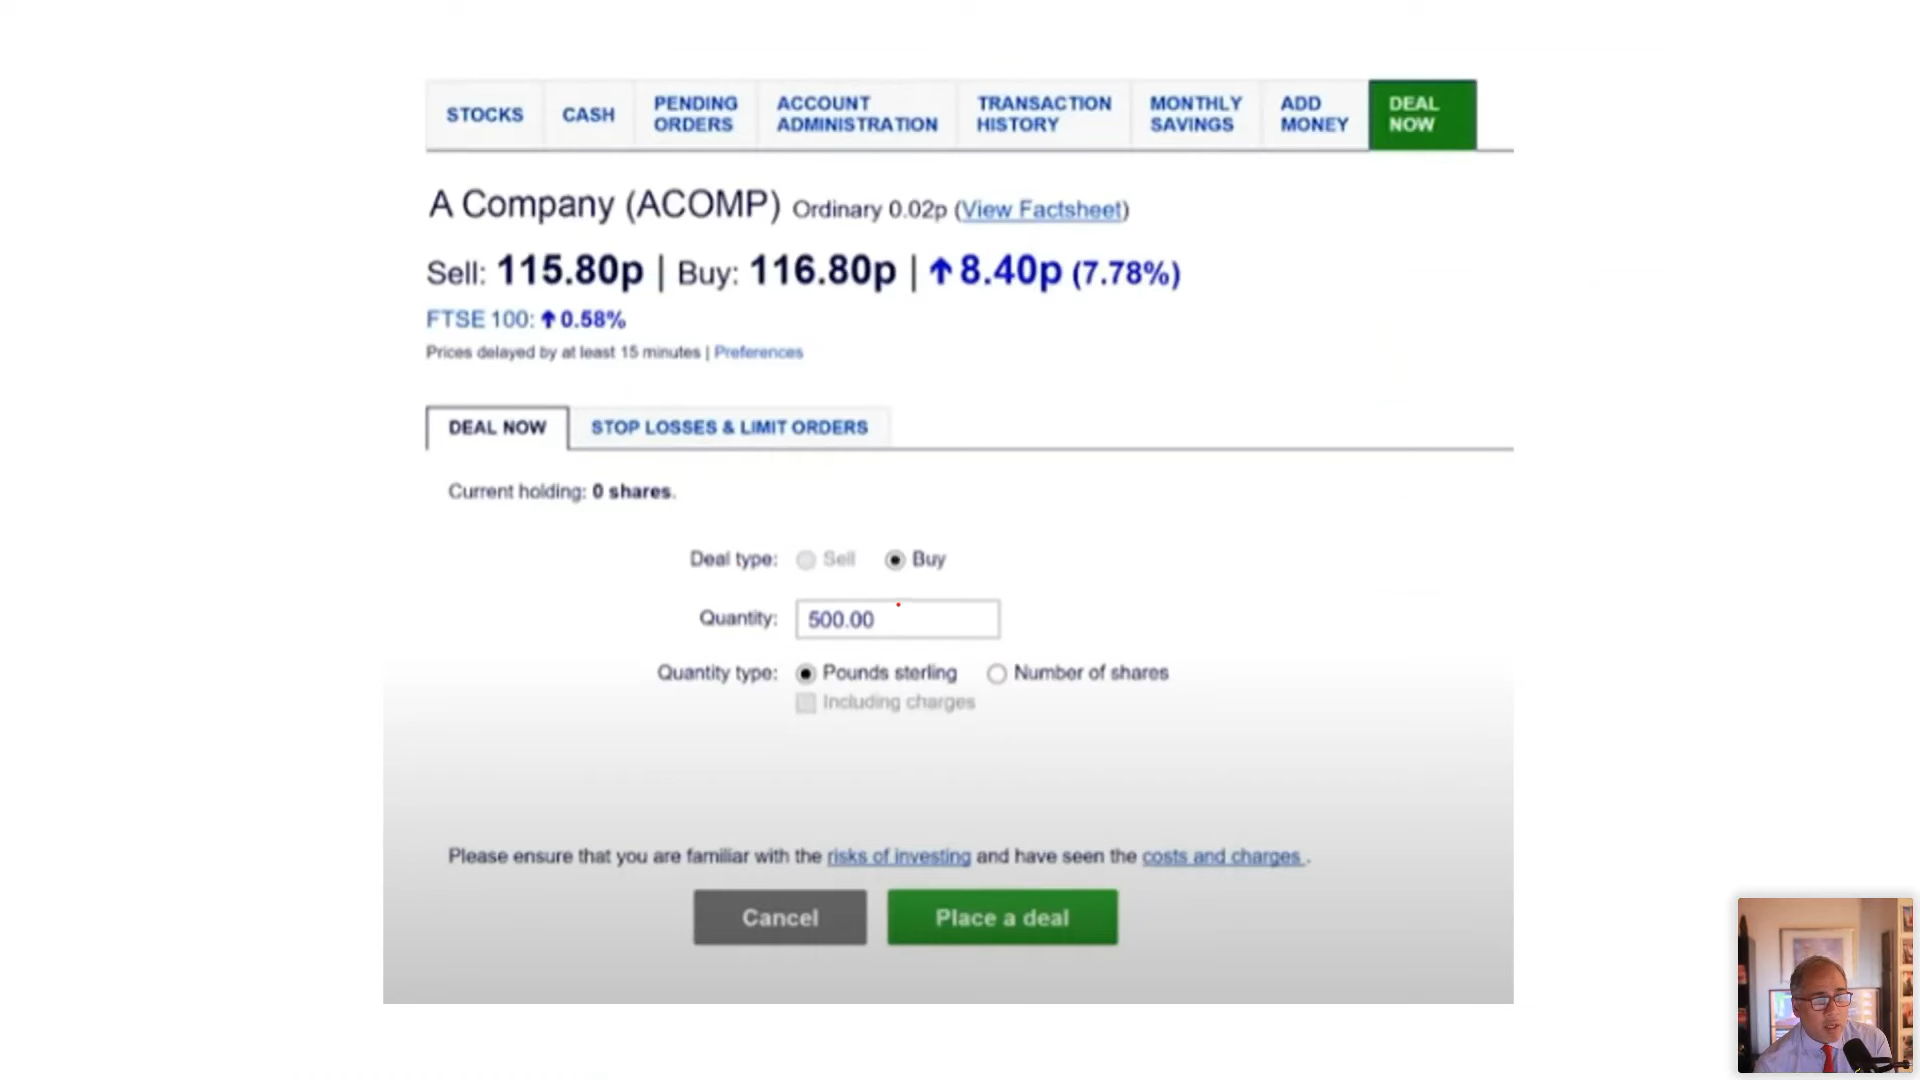 STOCKS
CASH
PENDING
ORDERS
ACCOUNT
ADMINISTRATION
TRANSACTION
HISTORY
MONTHLY
SAVINGS
ADD
MONEY
DEAL
NOW
A Company (ACOMP) Ordinary 0.02p (View Factsheet)
Sell: 115.80p | Buy: 116.80p | ↑8.40p (7.78%)
FTSE 100: ↑0.58%
Prices delayed by at least 15 minutes | Preferences
DEAL NOW
STOP LOSSES & LIMIT ORDERS
Current holding: 0 shares.
Deal type: Sell Buy
Quantity: 500.00
Quantity type: Pounds sterling Number of shares
Including charges
Please ensure that you are familiar with the risks of investing and have seen the costs and charges .
Cancel
Place a deal